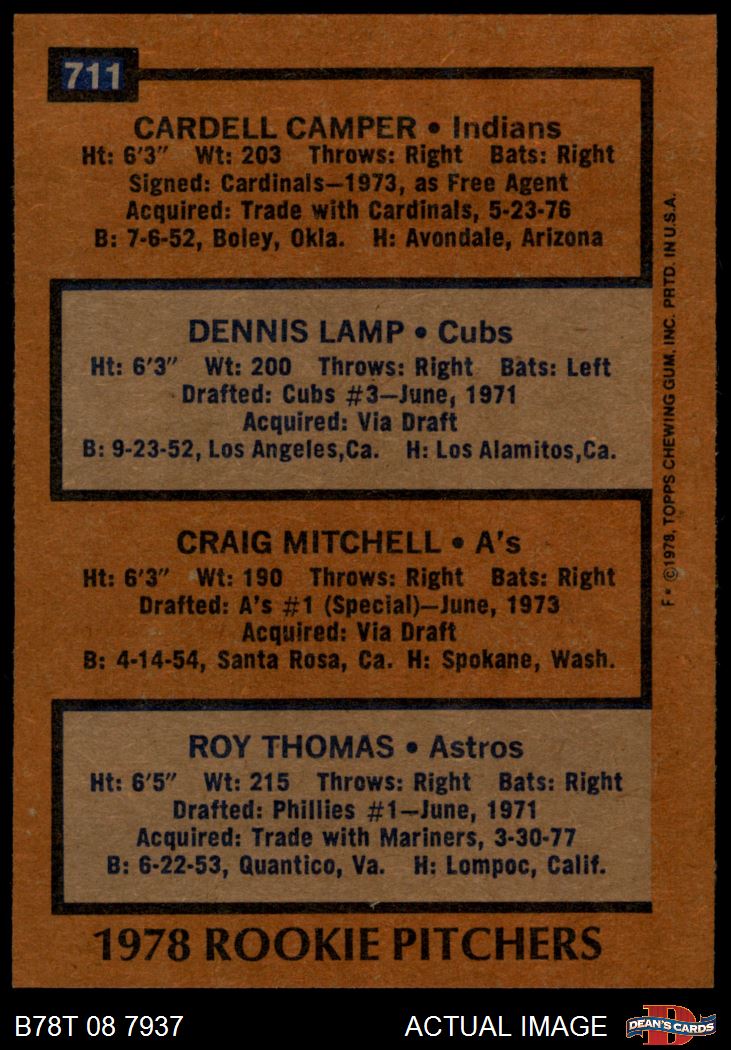 711
CARDELL CAMPER • Indians
Ht: 6'3" Wt: 203 Throws: Right Bats: Right
Signed: Cardinals—1973, as Free Agent
Acquired: Trade with Cardinals, 5-23-76
B: 7-6-52, Boley, Okla. H: Avondale, Arizona
DENNIS LAMP • Cubs
Ht: 6'3" Wt: 200 Throws: Right Bats: Left
Drafted: Cubs #3—June, 1971
Acquired: Via Draft
B: 9-23-52, Los Angeles,Ca. H: Los Alamitos,Ca.
CRAIG MITCHELL • A's
Ht: 6'3" Wt: 190 Throws: Right Bats: Right
Drafted: A's #1 (Special)—June, 1973
Acquired: Via Draft
B: 4-14-54, Santa Rosa, Ca. H: Spokane, Wash.
ROY THOMAS • Astros
Ht: 6'5" Wt: 215 Throws: Right Bats: Right
Drafted: Phillies #1—June, 1971
Acquired: Trade with Mariners, 3-30-77
B: 6-22-53, Quantico, Va. H: Lompoc, Calif.
1978 ROOKIE PITCHERS
F* ©1978, TOPPS CHEWING GUM, INC. PRTD. IN U.S.A.
B78T 08 7937
ACTUAL IMAGE
D
DEAN'S CARDS